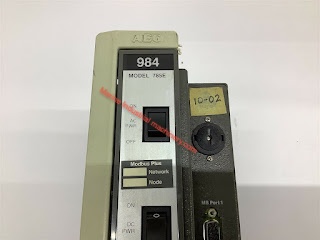 AEG
984
MODEL 785E
10-02
AC
PWR
OFF
Modbus Plus
Network
Node
MB Port 1
ON
DC
PWR